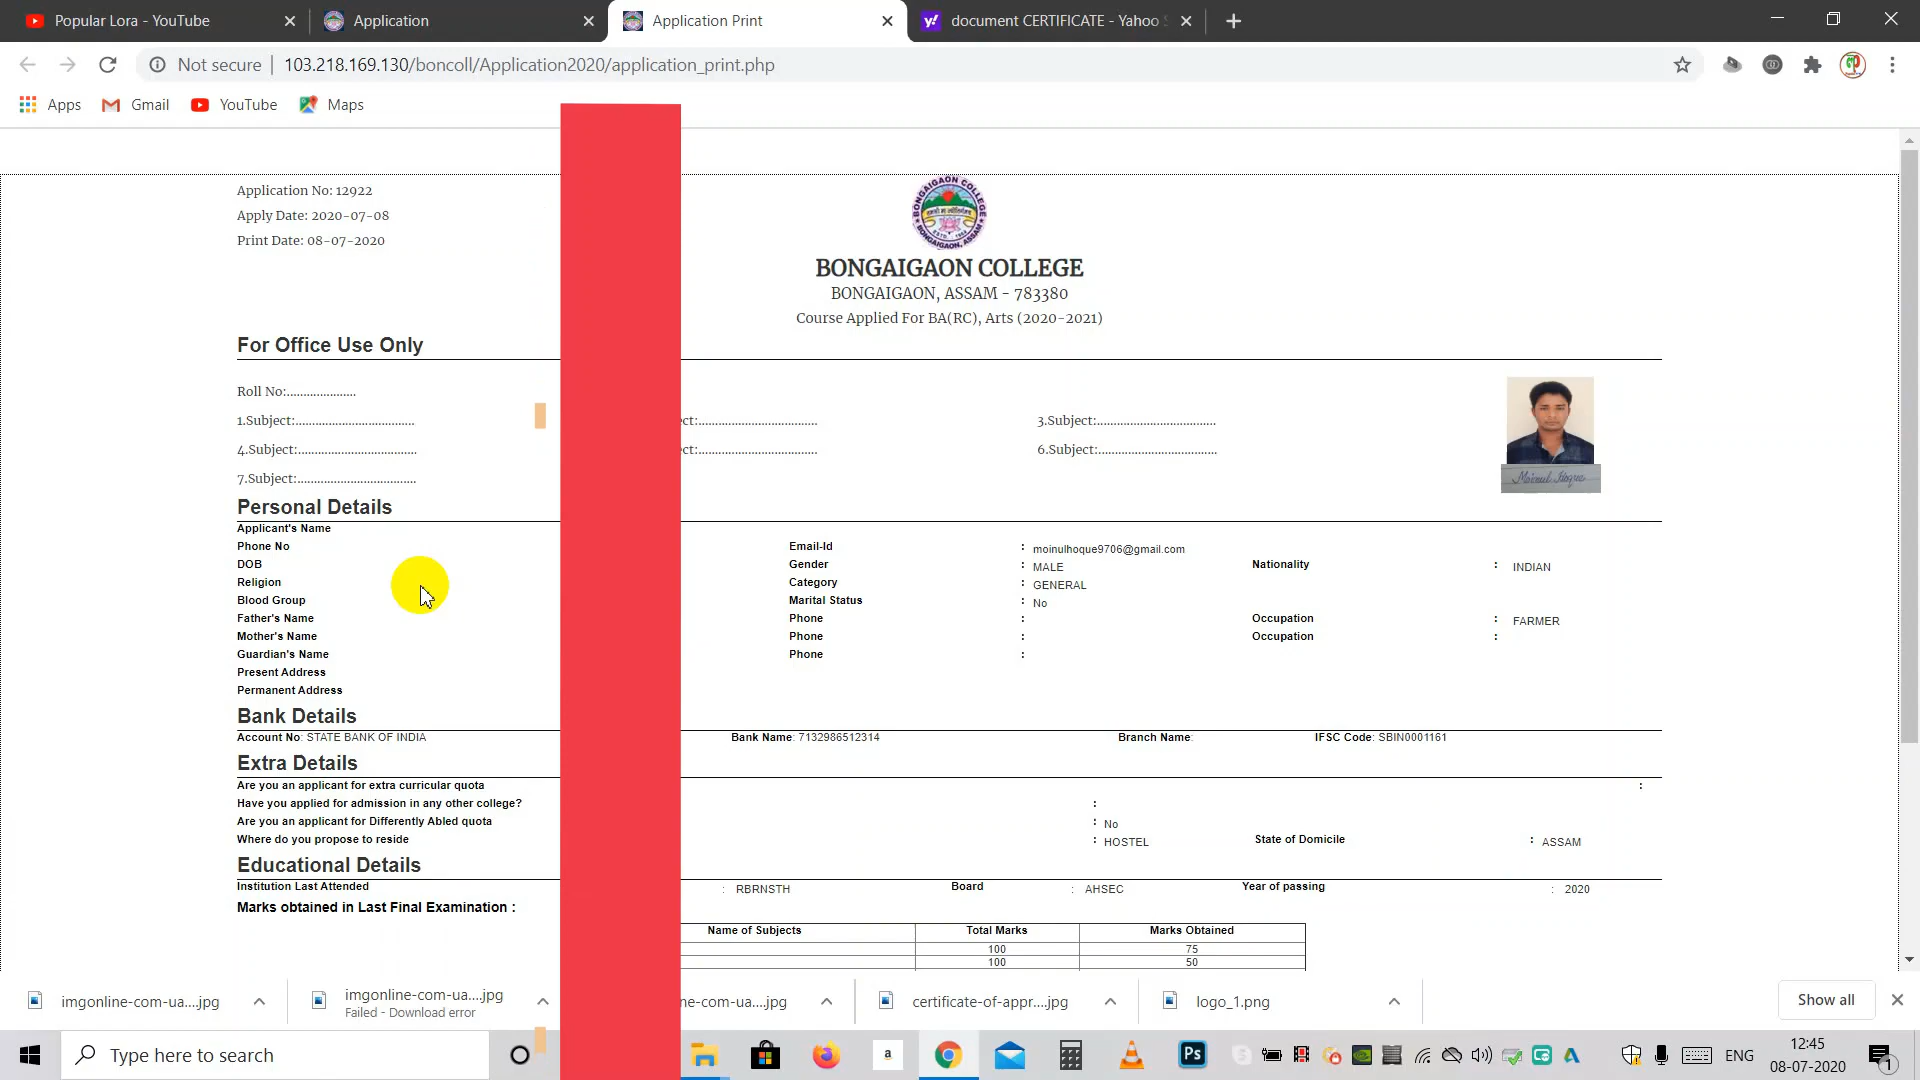 Popular Lora - YouTube
Application
Application Print
document CERTIFICATE - Yahoo
Not secure
103.218.169.130/boncoll/Application2020/application_print.php
Apps
Gmail
YouTube
Maps
Application No: 12922
Apply Date: 2020-07-08
Print Date: 08-07-2020
BONGAIGAON COLLEGE
BONGAIGAON, ASSAM
BONGAIGAON COLLEGE
BONGAIGAON, ASSAM - 783380
Course Applied For BA(RC), Arts (2020-2021)
For Office Use Only
Roll No:.....................
1.Subject:.................................... ct:.................................... 3.Subject:....................................
4.Subject:.................................... ct:.................................... 6.Subject:....................................
7.Subject:....................................
Moinul Hoque
Personal Details
Applicant's Name
Phone No Email-Id : moinulhoque9706@gmail.com
DOB Gender : MALE Nationality : INDIAN
Religion Category : GENERAL
Blood Group Marital Status : No
Father's Name Phone : Occupation : FARMER
Mother's Name Phone : Occupation :
Guardian's Name Phone :
Present Address
Permanent Address
Bank Details
Account No: STATE BANK OF INDIA Bank Name: 7132986512314 Branch Name: IFSC Code: SBIN0001161
Extra Details
Are you an applicant for extra curricular quota :
Have you applied for admission in any other college? :
Are you an applicant for Differently Abled quota : No
Where do you propose to reside : HOSTEL State of Domicile : ASSAM
Educational Details
Institution Last Attended : RBRNSTH Board : AHSEC Year of passing : 2020
Marks obtained in Last Final Examination :
Name of Subjects Total Marks Marks Obtained
100 75
100 50
imgonline-com-ua....jpg
imgonline-com-ua....jpg
Failed - Download error
ne-com-ua....jpg
certificate-of-appr....jpg
logo_1.png
Show all
Type here to search
a
Ps
ENG
12:45
08-07-2020
1